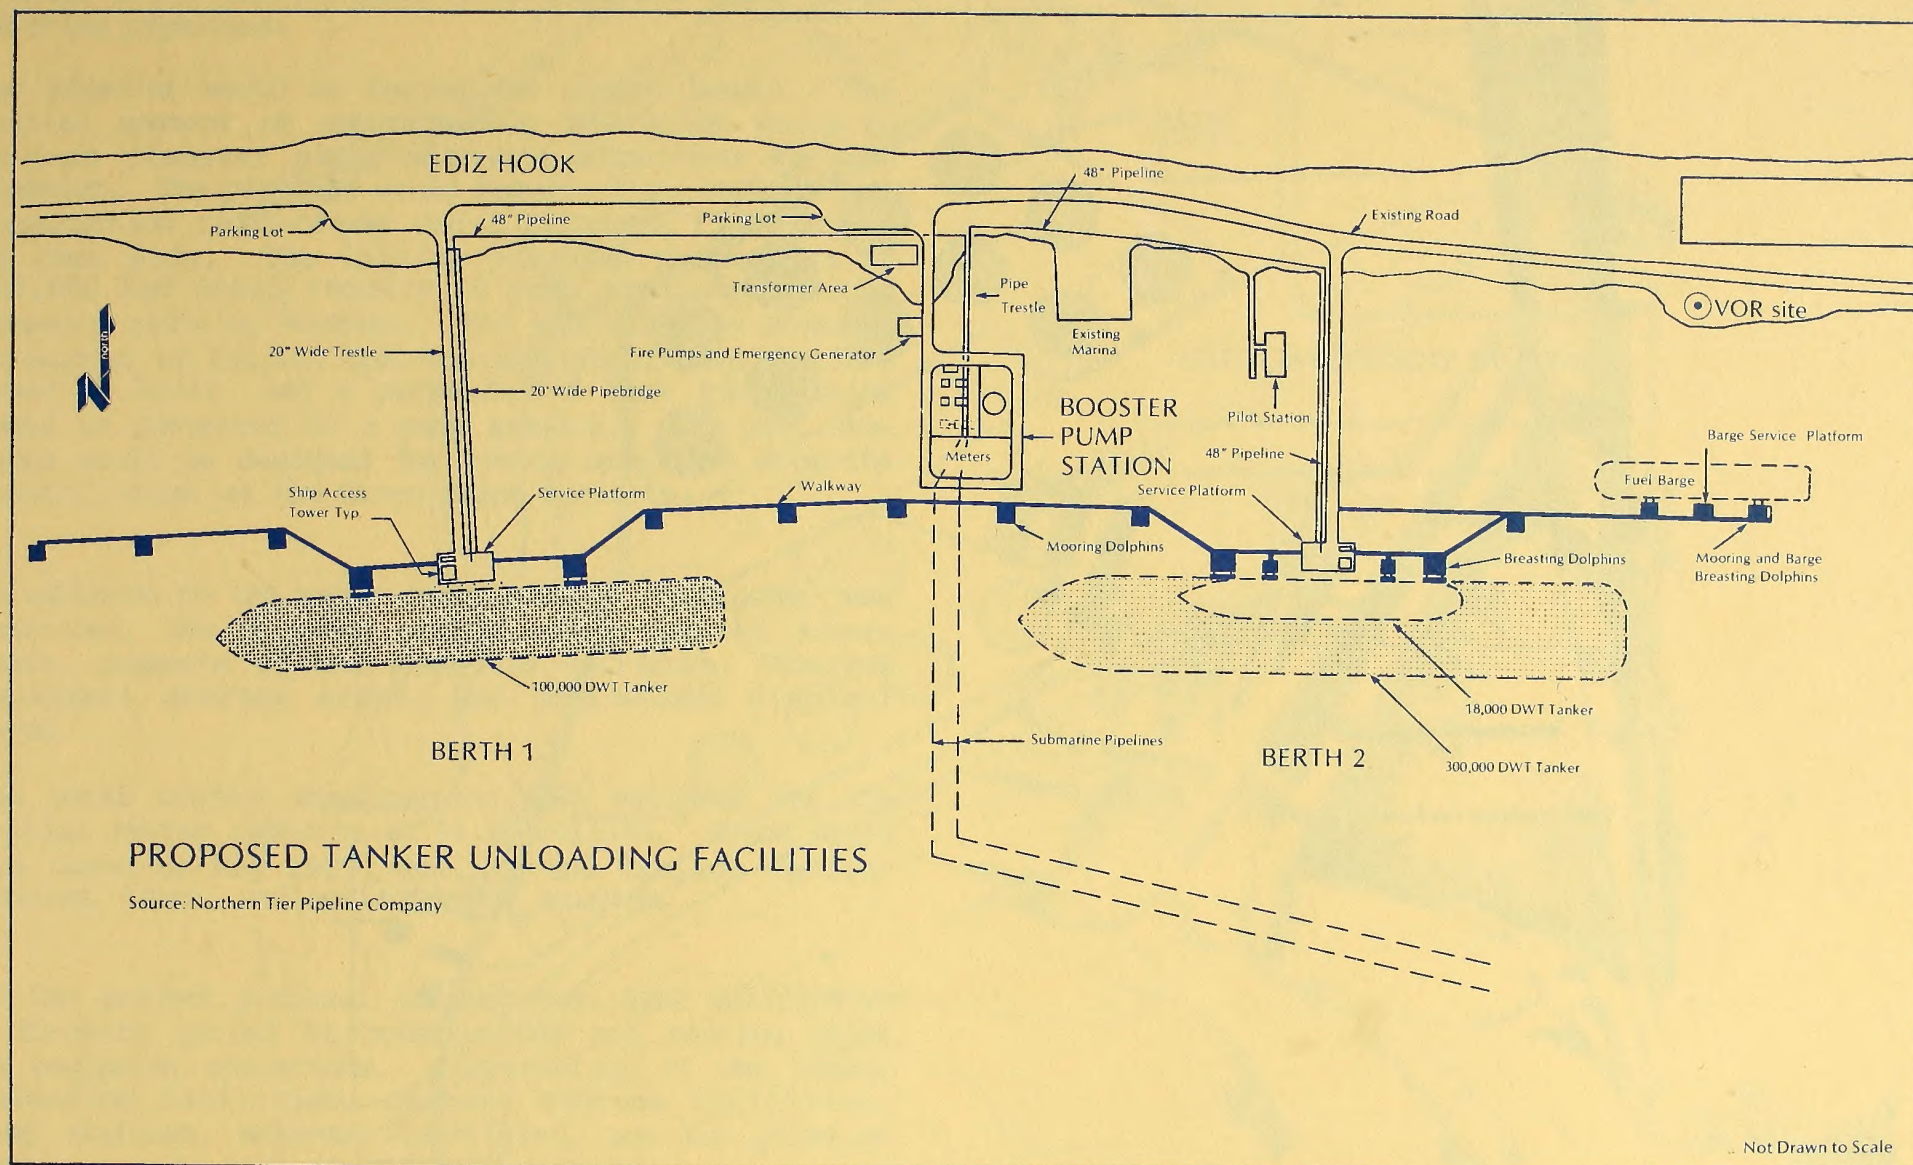 EDIZ HOOK
48" Pipeline
Parking Lot
48" Pipeline
Parking Lot
Existing Road
Transformer Area
Pipe
Trestle
VOR site
north
20" Wide Trestle
Fire Pumps and Emergency Generator
Existing
Marina
20' Wide Pipebridge
BOOSTER
PUMP
STATION
Pilot Station
Meters
48" Pipeline
Barge Service Platform
Fuel Barge
Ship Access
Tower Typ.
Service Platform
Walkway
Service Platform
Mooring Dolphins
Breasting Dolphins
Mooring and Barge
Breasting Dolphins
100,000 DWT Tanker
18,000 DWT Tanker
BERTH 1
Submarine Pipelines
BERTH 2
300,000 DWT Tanker
PROPOSED TANKER UNLOADING FACILITIES
Source: Northern Tier Pipeline Company
Not Drawn to Scale